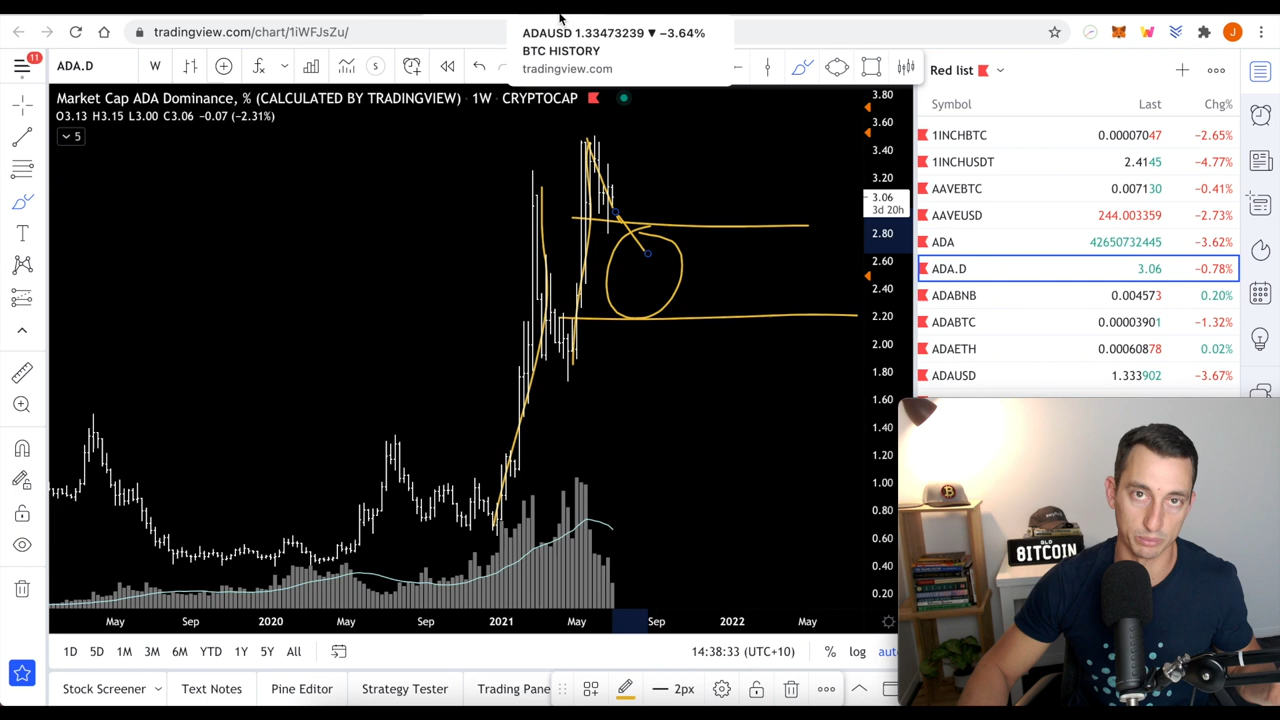 tradingview.com/chart/1iWFJsZu/
J
ADAUSD 1.33473239 ▼ −3.64%
BTC HISTORY
tradingview.com
11
ADA.D
W
S
Red list
Market Cap ADA Dominance, % (CALCULATED BY TRADINGVIEW) · 1W · CRYPTOCAP
O3.13 H3.15 L3.00 C3.06 −0.07 (−2.31%)
5
3.80
3.60
3.40
3.20
3.06
3d 20h
2.80
2.60
2.40
2.20
2.00
1.80
1.60
1.40
1.20
1.00
0.80
0.60
0.40
0.20
Symbol Last Chg%
1INCHBTC 0.00007047 −2.65%
1INCHUSDT 2.4145 −4.77%
AAVEBTC 0.007130 −0.41%
AAVEUSD 244.003359 −2.73%
ADA 42650732445 −3.62%
ADA.D 3.06 −0.78%
ADABNB 0.004573 0.20%
ADABTC 0.00003901 −1.32%
ADAETH 0.00060878 0.02%
ADAUSD 1.333902 −3.67%
QLD
BITCOIN
May Sep 2020 May Sep 2021 May Sep 2022 May
1D 5D 1M 3M 6M YTD 1Y 5Y All
14:38:33 (UTC+10) % log
Stock Screener Text Notes Pine Editor Strategy Tester Trading Pane
2px